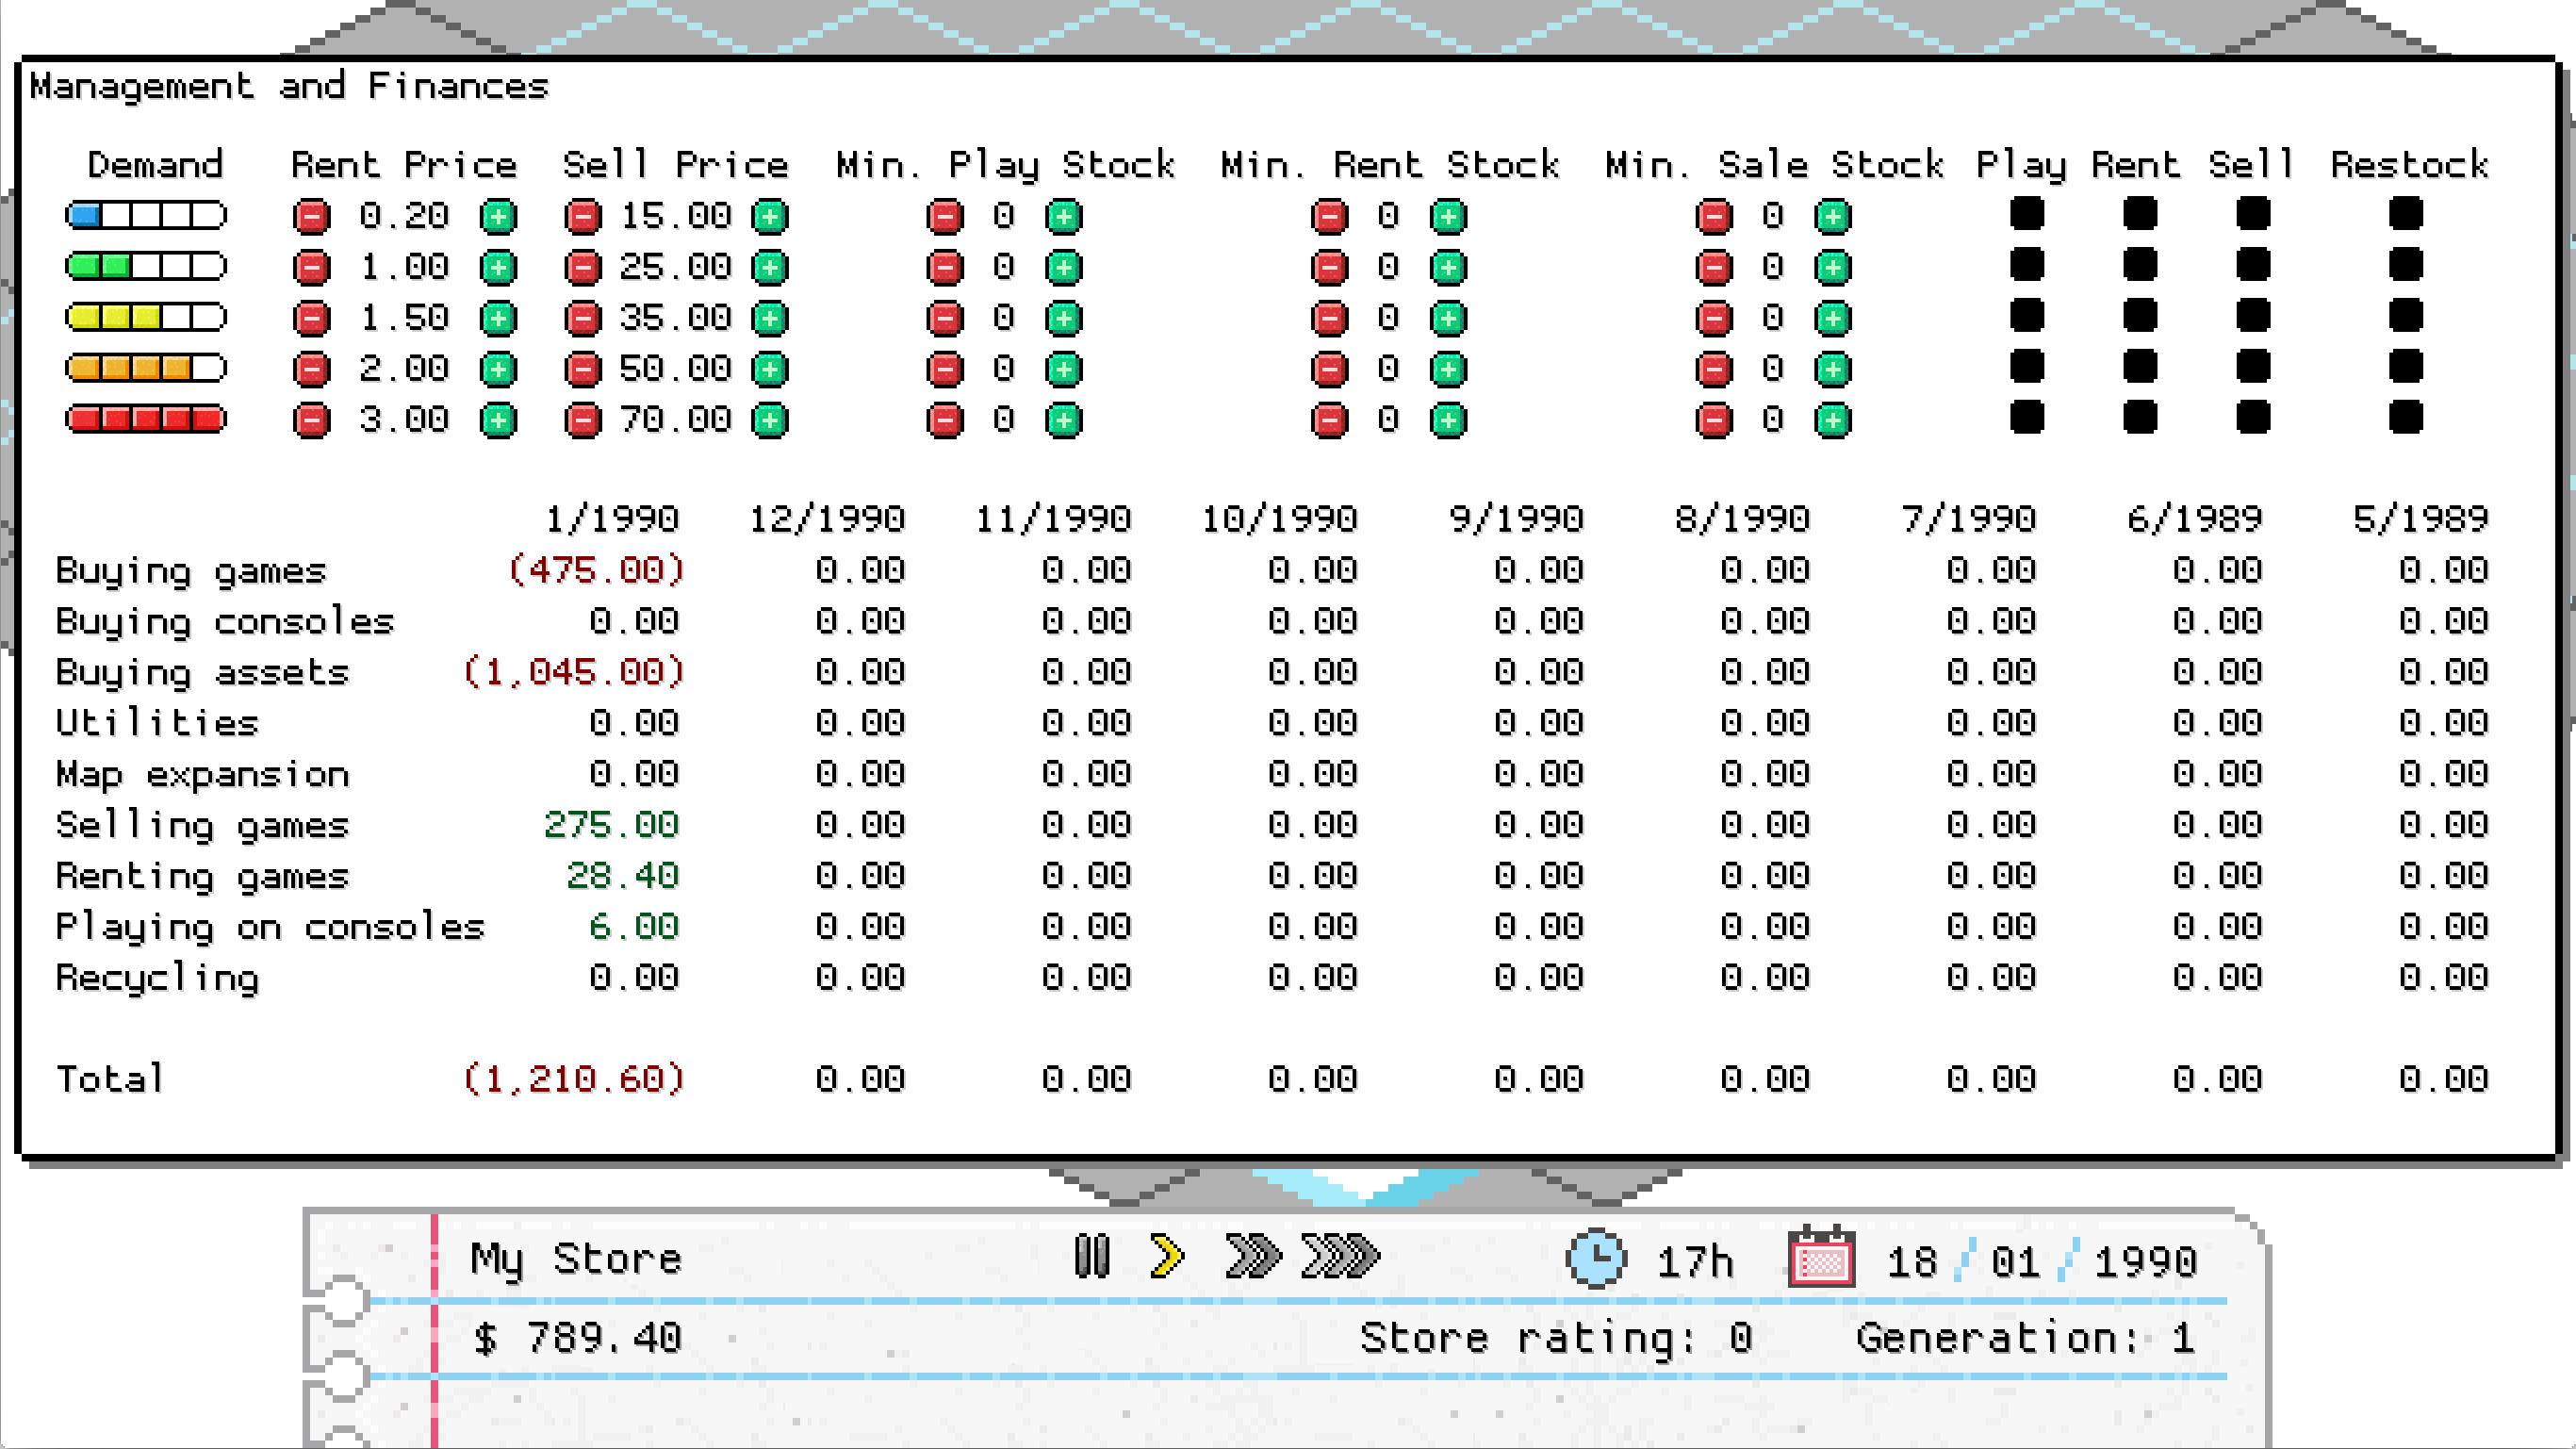 Management and Finances
Demand Rent Price Sell Price Min. Play Stock Min. Rent Stock Min. Sale Stock Play Rent Sell Restock
- 0.20 + - 15.00 + - 0 + - 0 + - 0 +
- 1.00 + - 25.00 + - 0 + - 0 + - 0 +
- 1.50 + - 35.00 + - 0 + - 0 + - 0 +
- 2.00 + - 50.00 + - 0 + - 0 + - 0 +
- 3.00 + - 70.00 + - 0 + - 0 + - 0 +
1/1990 12/1990 11/1990 10/1990 9/1990 8/1990 7/1990 6/1989 5/1989
Buying games (475.00) 0.00 0.00 0.00 0.00 0.00 0.00 0.00 0.00
Buying consoles 0.00 0.00 0.00 0.00 0.00 0.00 0.00 0.00 0.00
Buying assets (1,045.00) 0.00 0.00 0.00 0.00 0.00 0.00 0.00 0.00
Utilities 0.00 0.00 0.00 0.00 0.00 0.00 0.00 0.00 0.00
Map expansion 0.00 0.00 0.00 0.00 0.00 0.00 0.00 0.00 0.00
Selling games 275.00 0.00 0.00 0.00 0.00 0.00 0.00 0.00 0.00
Renting games 28.40 0.00 0.00 0.00 0.00 0.00 0.00 0.00 0.00
Playing on consoles 6.00 0.00 0.00 0.00 0.00 0.00 0.00 0.00 0.00
Recycling 0.00 0.00 0.00 0.00 0.00 0.00 0.00 0.00 0.00
Total (1,210.60) 0.00 0.00 0.00 0.00 0.00 0.00 0.00 0.00
My Store 17h 18 / 01 / 1990
$ 789.40 Store rating: 0 Generation: 1